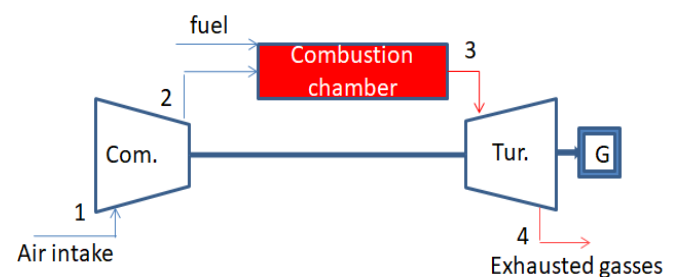 fuel
Combustion
chamber
3
2
Com.
Tur.
G
1
Air intake
4
Exhausted gasses